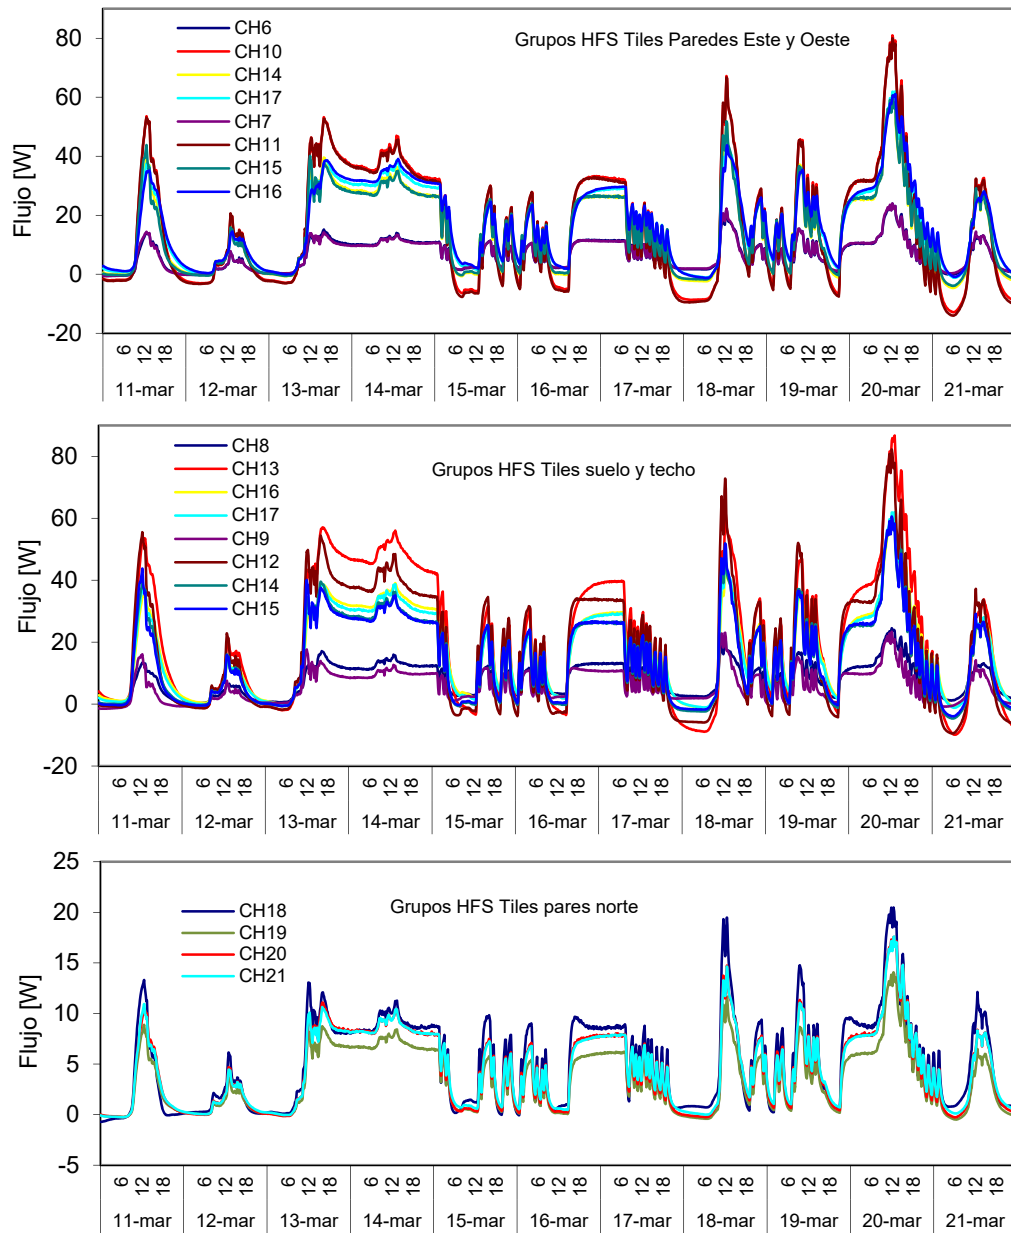 Grupos HFS Tiles Paredes Este y Oeste
CH6
CH10
CH14
CH17
CH7
CH11
CH15
CH16
Flujo [W]
80
60
40
20
0
-20
6 12 18 6 12 18 6 12 18 6 12 18 6 12 18 6 12 18 6 12 18 6 12 18 6 12 18 6 12 18 6 12 18
11-mar 12-mar 13-mar 14-mar 15-mar 16-mar 17-mar 18-mar 19-mar 20-mar 21-mar
Grupos HFS Tiles suelo y techo
CH8
CH13
CH16
CH17
CH9
CH12
CH14
CH15
Flujo [W]
80
60
40
20
0
-20
6 12 18 6 12 18 6 12 18 6 12 18 6 12 18 6 12 18 6 12 18 6 12 18 6 12 18 6 12 18 6 12 18
11-mar 12-mar 13-mar 14-mar 15-mar 16-mar 17-mar 18-mar 19-mar 20-mar 21-mar
Grupos HFS Tiles pares norte
CH18
CH19
CH20
CH21
Flujo [W]
25
20
15
10
5
0
-5
6 12 18 6 12 18 6 12 18 6 12 18 6 12 18 6 12 18 6 12 18 6 12 18 6 12 18 6 12 18 6 12 18
11-mar 12-mar 13-mar 14-mar 15-mar 16-mar 17-mar 18-mar 19-mar 20-mar 21-mar